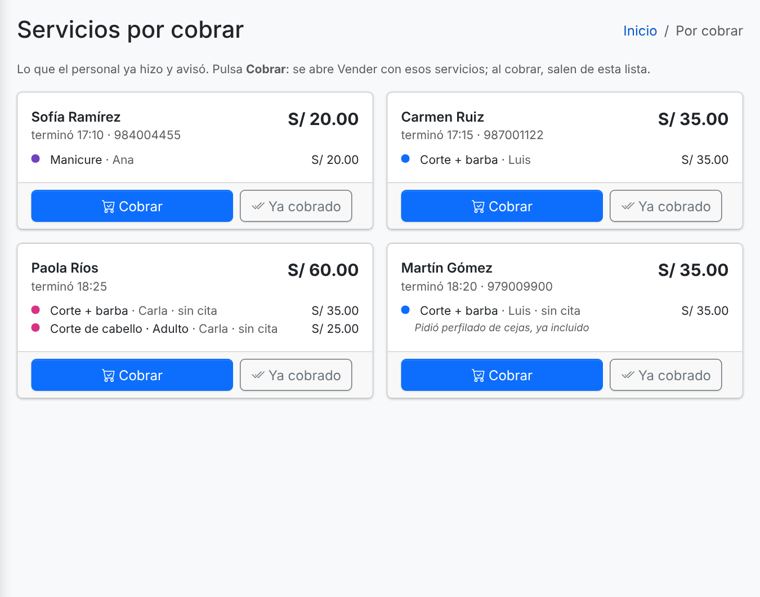 Servicios por cobrar
Inicio / Por cobrar
Lo que el personal ya hizo y avisó. Pulsa Cobrar: se abre Vender con esos servicios; al cobrar, salen de esta lista.
Sofía Ramírez S/ 20.00
terminó 17:10 · 984004455
Manicure · Ana S/ 20.00
Cobrar Ya cobrado
Carmen Ruiz S/ 35.00
terminó 17:15 · 987001122
Corte + barba · Luis S/ 35.00
Cobrar Ya cobrado
Paola Ríos S/ 60.00
terminó 18:25
Corte + barba · Carla · sin cita S/ 35.00
Corte de cabello · Adulto · Carla · sin cita S/ 25.00
Cobrar Ya cobrado
Martín Gómez S/ 35.00
terminó 18:20 · 979009900
Corte + barba · Luis · sin cita S/ 35.00
Pidió perfilado de cejas, ya incluido
Cobrar Ya cobrado